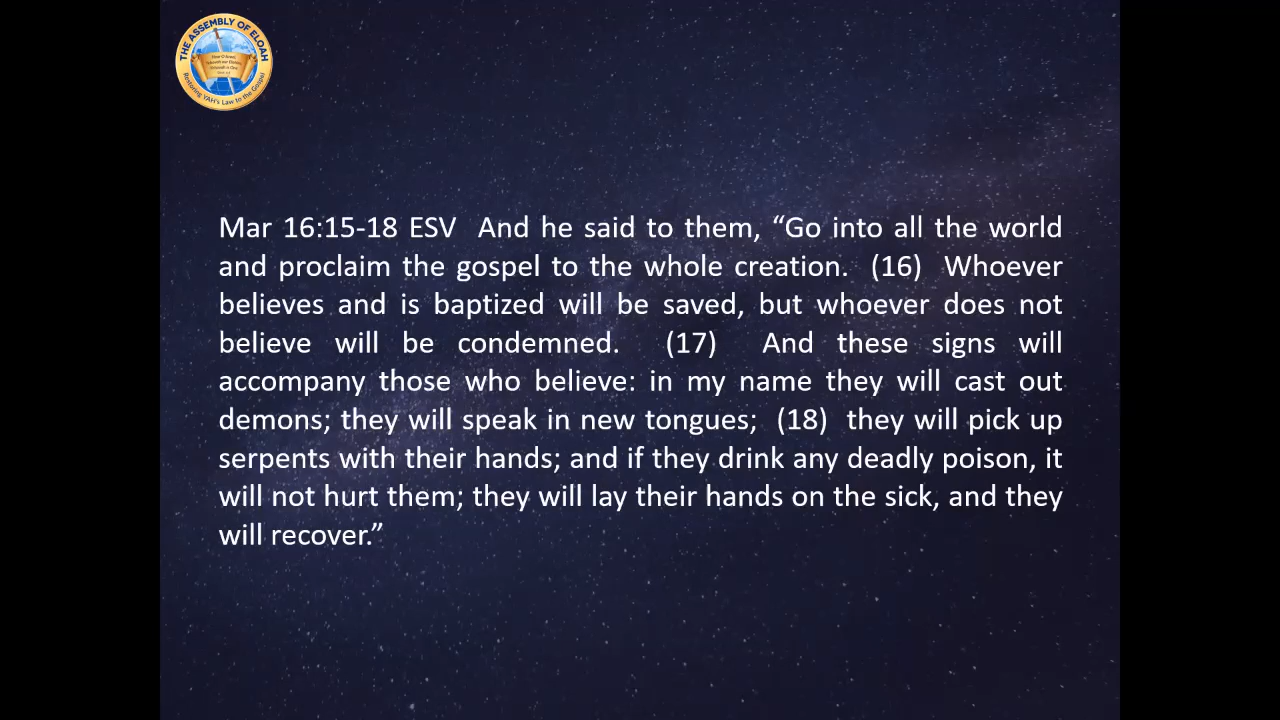 THE ASSEMBLY OF ELOAH
Restoring YAH's Law to the Gospel
Mar 16:15-18 ESV  And he said to them, “Go into all the world
and proclaim the gospel to the whole creation.  (16)  Whoever
believes and is baptized will be saved, but whoever does not
believe will be condemned.  (17)  And these signs will
accompany those who believe: in my name they will cast out
demons; they will speak in new tongues;  (18)  they will pick up
serpents with their hands; and if they drink any deadly poison, it
will not hurt them; they will lay their hands on the sick, and they
will recover.”